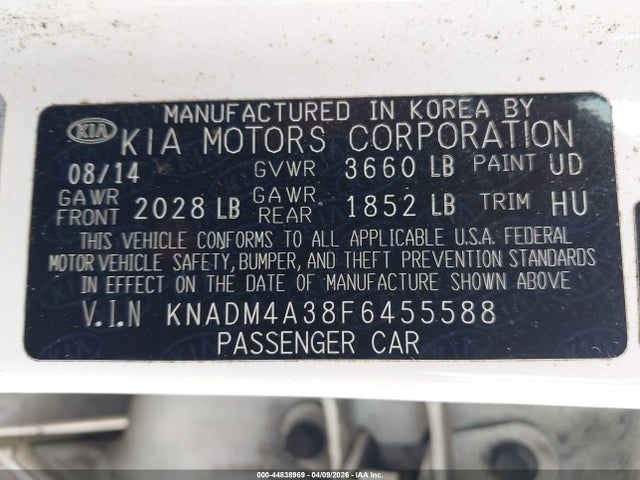 MANUFACTURED IN KOREA BY
KIA KIA MOTORS CORPORATION
08/14 GVWR 3660 LB PAINT UD
GAWR FRONT 2028 LB GAWR REAR 1852 LB TRIM HU
THIS VEHICLE CONFORMS TO ALL APPLICABLE U.S.A. FEDERAL
MOTOR VEHICLE SAFETY, BUMPER, AND THEFT PREVENTION STANDARDS
IN EFFECT ON THE DATE OF MANUFACTURE SHOWN ABOVE
V.I.N KNADM4A38F6455588
PASSENGER CAR
000-44838969 | 04/09/2026 | IAA Inc.